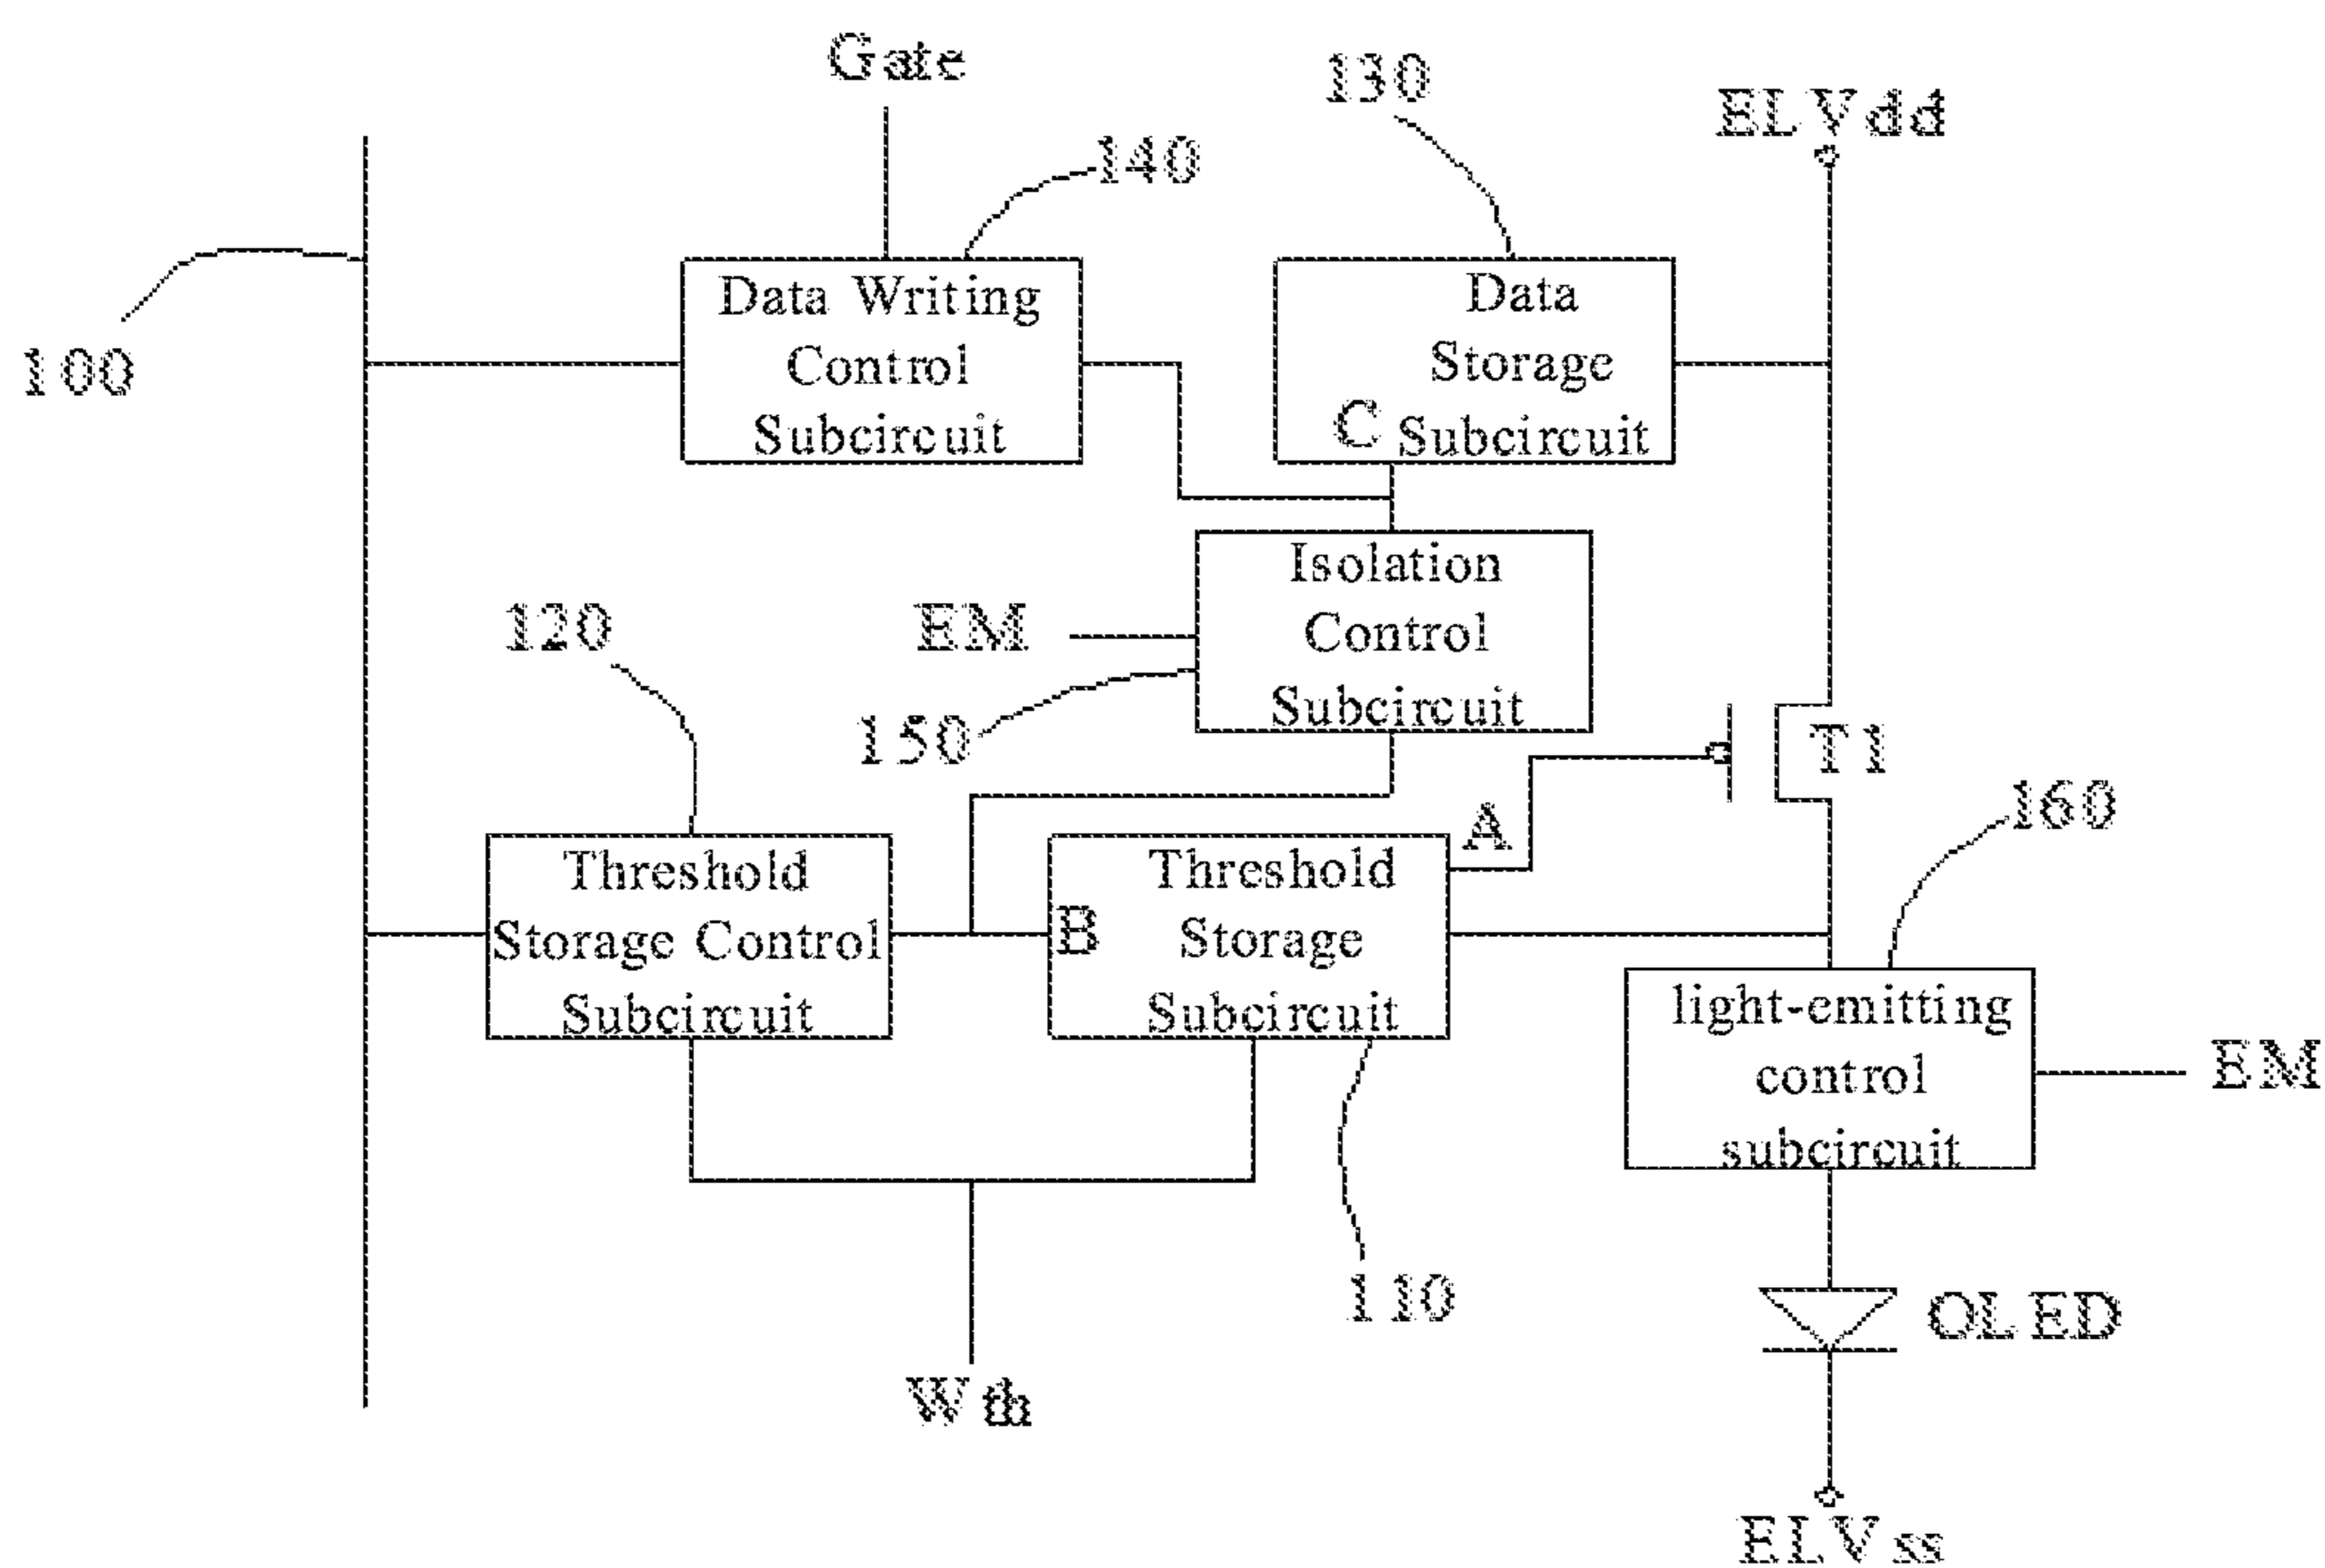 Gate
130
ELVdd
140
Data Writing
Control
Subcircuit
Data
Storage
C Subcircuit
100
Isolation
Control
Subcircuit
EM
120
150
T1
160
A
Threshold
Storage Control
Subcircuit
B
Threshold
Storage
Subcircuit
light-emitting
control
subcircuit
EM
110
OLED
Wth
ELVss